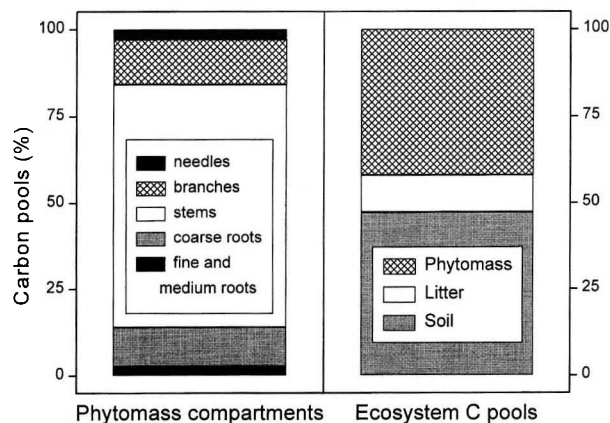 100
75
50
25
0
Carbon pools (%)
needles
branches
stems
coarse roots
fine and
medium roots
Phytomass compartments
Phytomass
Litter
Soil
Ecosystem C pools
100
75
50
25
0